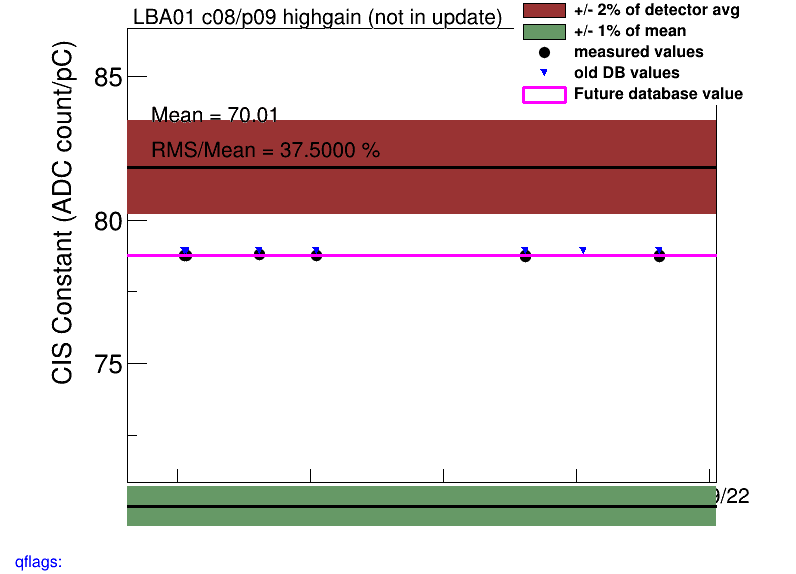 LBA01 c08/p09 highgain (not in update)
+/- 2% of detector avg
+/- 1% of mean
measured values
old DB values
Future database value
CIS Constant (ADC count/pC)
85
80
75
Mean = 70.01
RMS/Mean = 37.5000 %
/22
qflags: